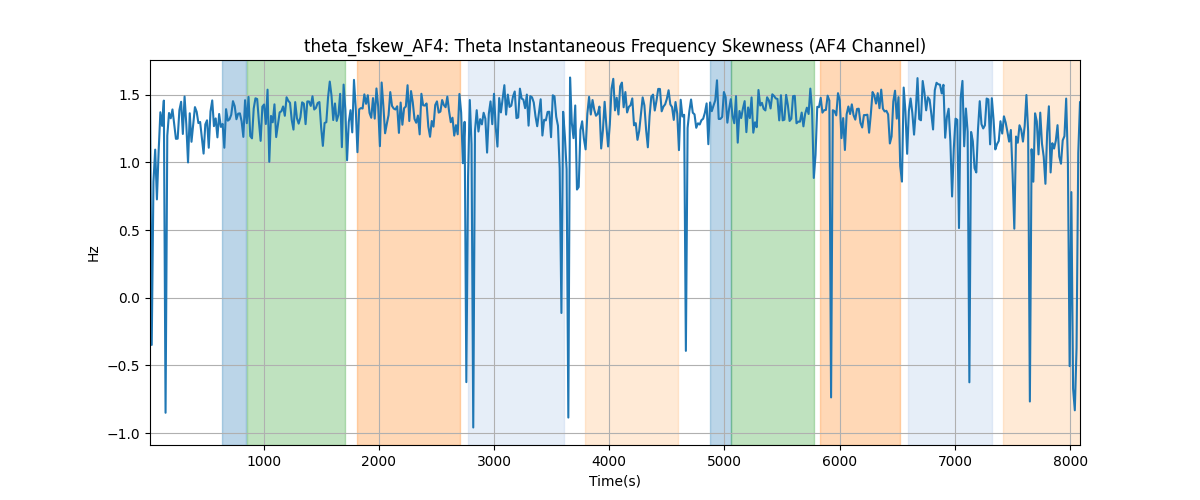 theta_fskew_AF4: Theta Instantaneous Frequency Skewness (AF4 Channel)
1.5
1.0
0.5
0.0
−0.5
−1.0
Hz
1000 2000 3000 4000 5000 6000 7000 8000
Time(s)